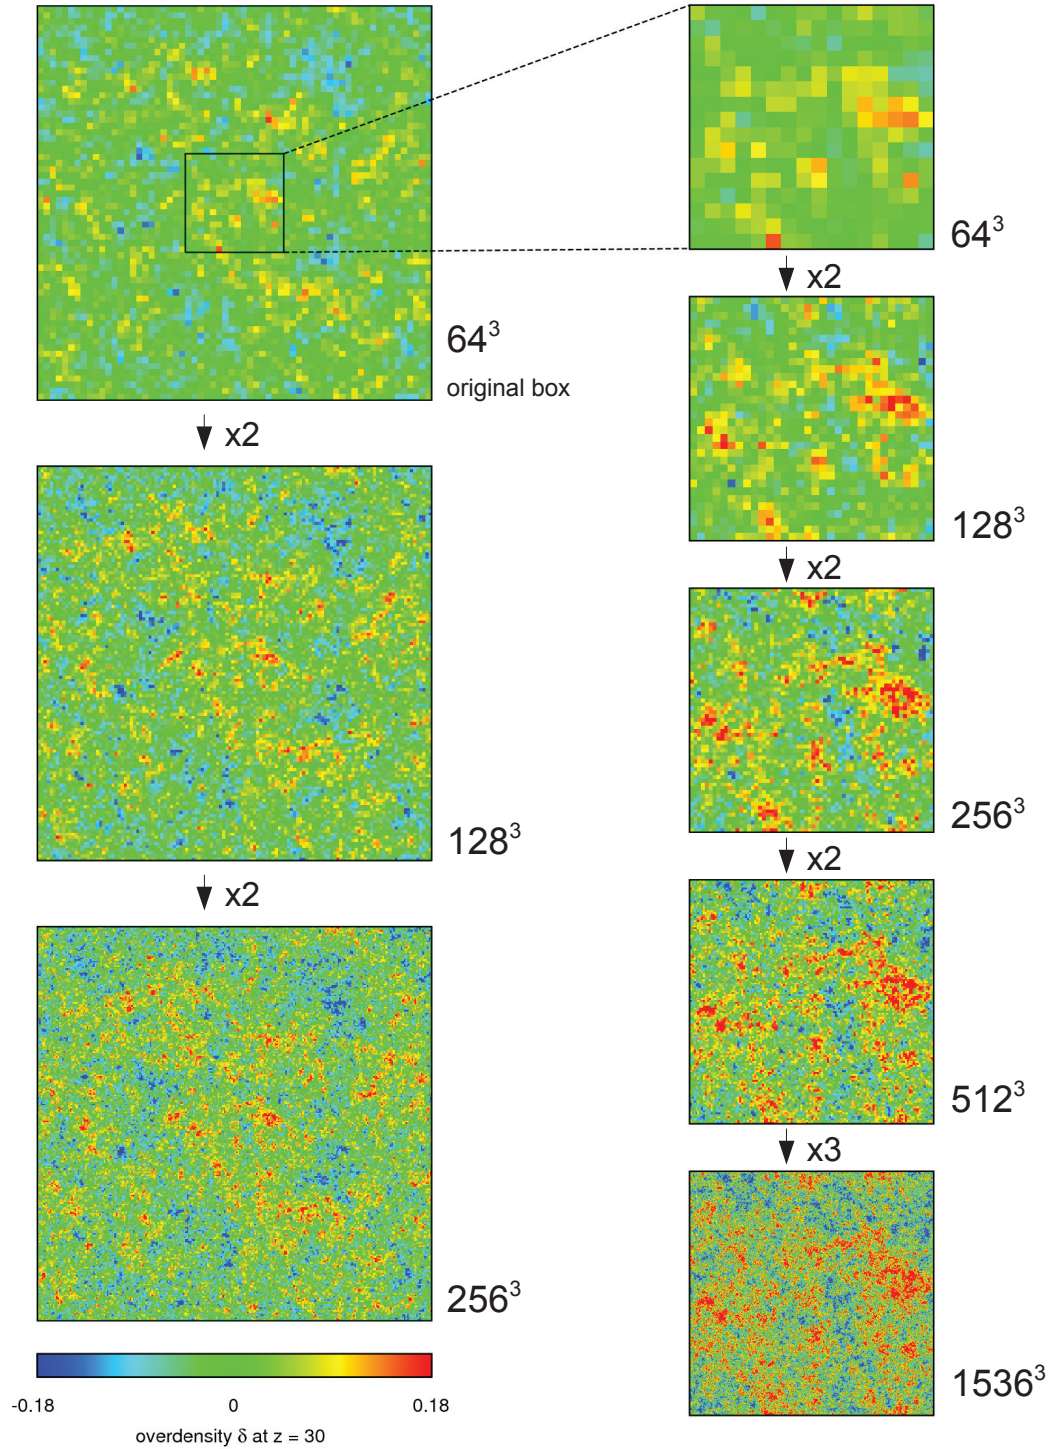 64³
original box
x2
128³
x2
256³
-0.18 0 0.18
overdensity δ at z = 30
64³
x2
128³
x2
256³
x2
512³
x3
1536³